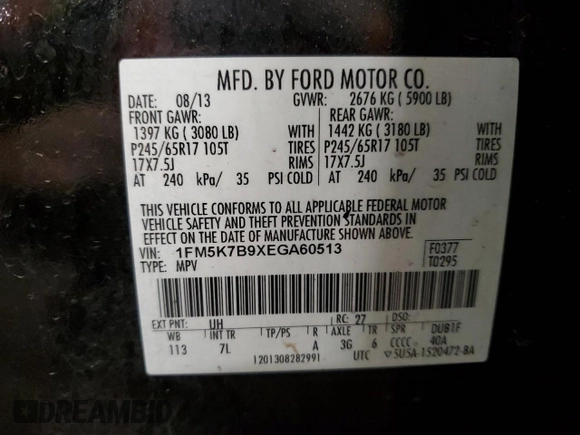 MFD. BY FORD MOTOR CO.
DATE: 08/13 GVWR: 2676 KG ( 5900 LB)
FRONT GAWR: REAR GAWR:
1397 KG ( 3080 LB) WITH 1442 KG ( 3180 LB) WITH
P245/65R17 105T TIRES P245/65R17 105T TIRES
17X7.5J RIMS 17X7.5J RIMS
AT 240 kPa/ 35 PSI COLD AT 240 kPa/ 35 PSI COLD
THIS VEHICLE CONFORMS TO ALL APPLICABLE FEDERAL MOTOR
VEHICLE SAFETY AND THEFT PREVENTION STANDARDS IN
EFFECT ON THE DATE OF MANUFACTURE SHOWN ABOVE.
VIN: 1FM5K7B9XEGA60513 F0377
TYPE: MPV T0295
EXT PNT: UH RC: 27 DSO:
WB INT TR TP/PS R AXLE TR SPR DUB1F
113 7L A 3G 6 CCCC 40A
1201308282991 UTC 5U5A-1520472-BA
DREAMBID